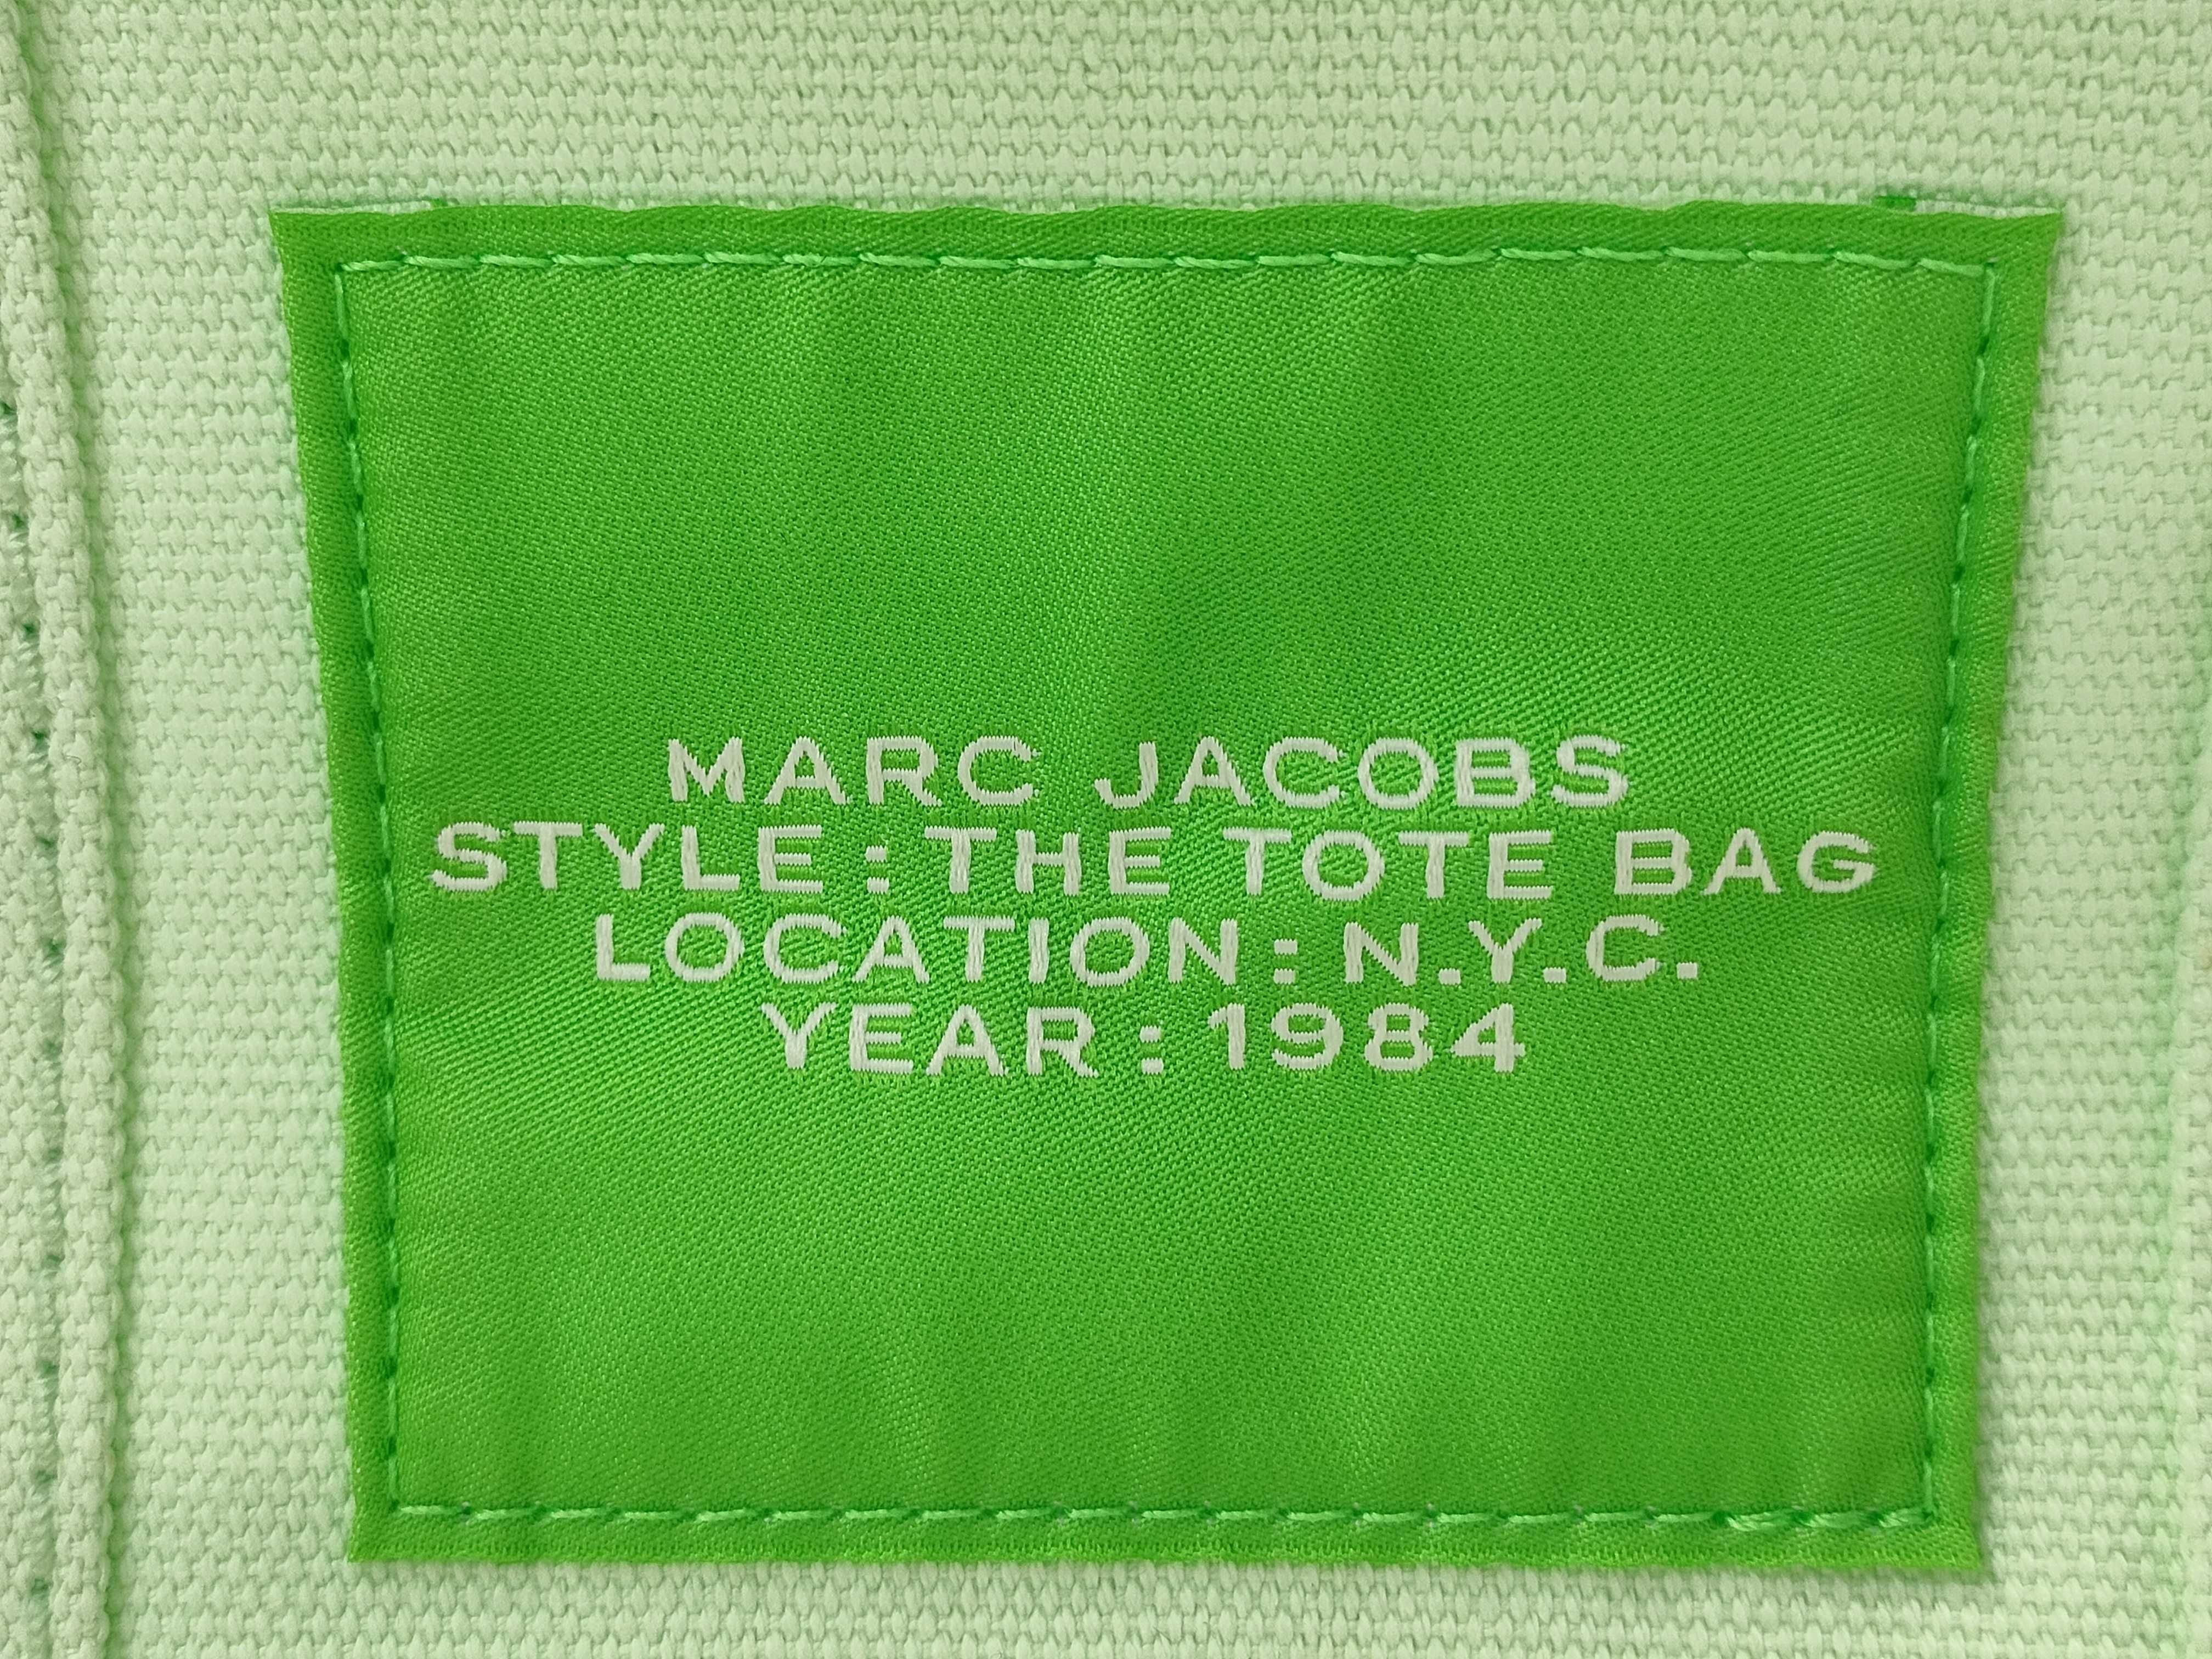 MARC JACOBS
STYLE : THE TOTE BAG
LOCATION : N.Y.C.
YEAR : 1984